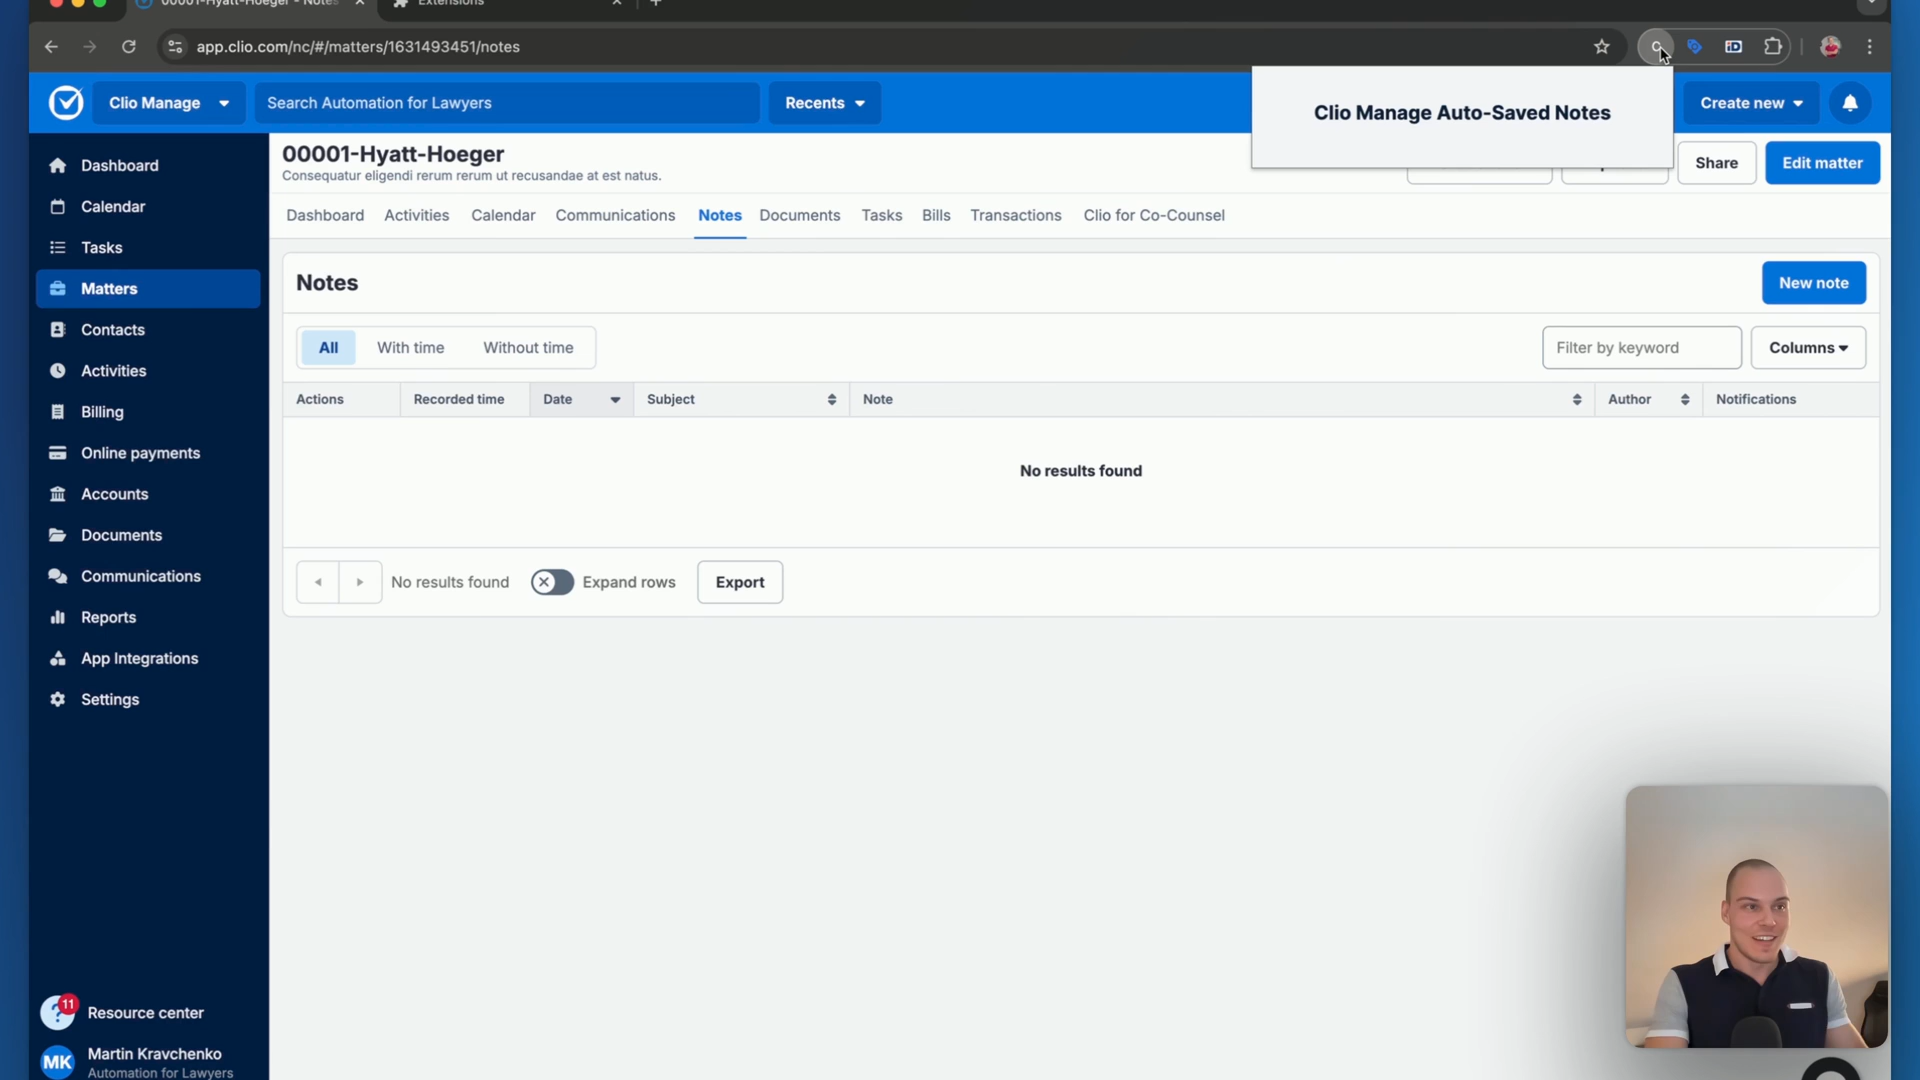 00001-Hyatt-Hoeger - Notes
Extensions
app.clio.com/nc/#/matters/1631493451/notes
Clio Manage
Search Automation for Lawyers
Recents
Clio Manage Auto-Saved Notes
Create new
Dashboard
Calendar
Tasks
Matters
Contacts
Activities
Billing
Online payments
Accounts
Documents
Communications
Reports
App Integrations
Settings
11
Resource center
MK
Martin Kravchenko
Automation for Lawyers
00001-Hyatt-Hoeger
Consequatur eligendi rerum rerum ut recusandae at est natus.
Share
Edit matter
Dashboard Activities Calendar Communications Notes Documents Tasks Bills Transactions Clio for Co-Counsel
Notes
New note
All With time Without time
Filter by keyword
Columns
Actions Recorded time Date Subject Note Author Notifications
No results found
No results found
Expand rows
Export